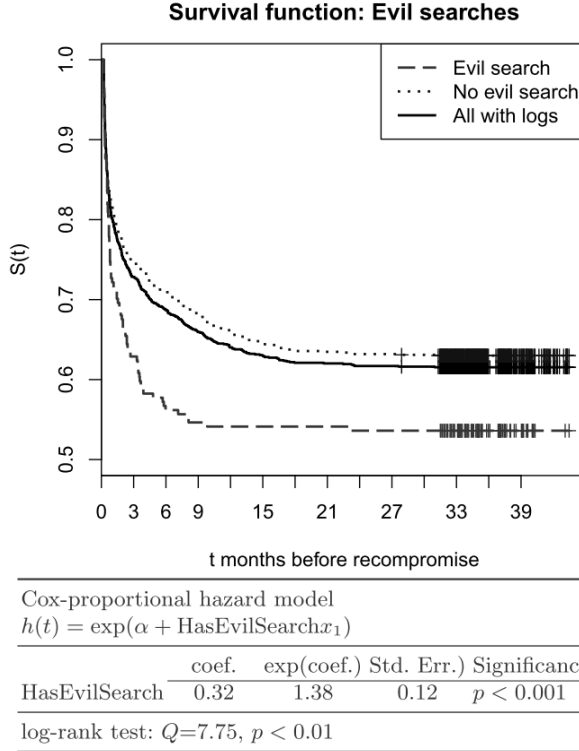 Survival function: Evil searches
Evil search
No evil search
All with logs
1.0
0.9
0.8
0.7
0.6
0.5
S(t)
0 3 6 9 15 21 27 33 39
t months before recompromise
Cox-proportional hazard model
h(t) = exp(α + HasEvilSearchx₁)
coef. exp(coef.) Std. Err.) Significanc
HasEvilSearch 0.32 1.38 0.12 p < 0.001
log-rank test: Q=7.75, p < 0.01